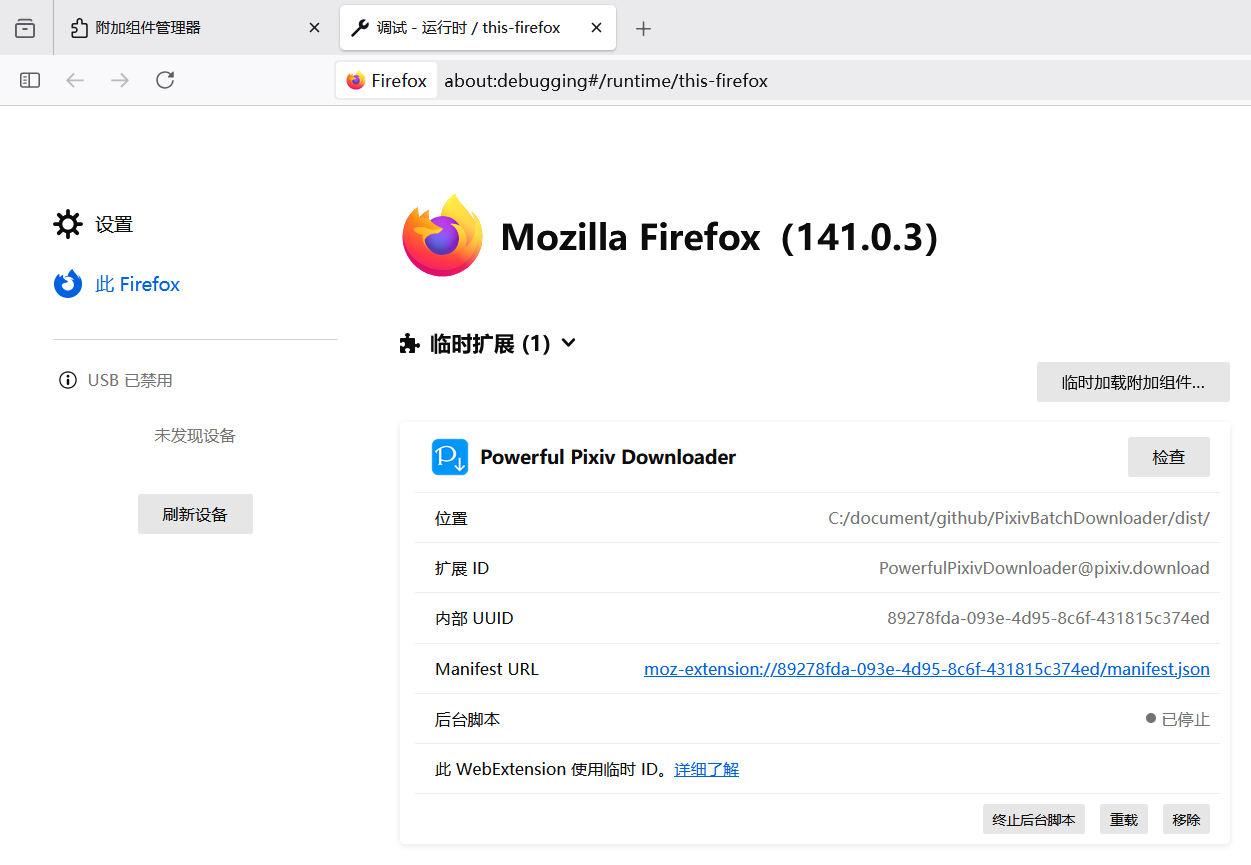 附加组件管理器
调试 - 运行时 / this-firefox
Firefox about:debugging#/runtime/this-firefox
设置
此 Firefox
USB 已禁用
未发现设备
刷新设备
Mozilla Firefox (141.0.3)
临时扩展 (1)
临时加载附加组件...
Powerful Pixiv Downloader 检查
位置 C:/document/github/PixivBatchDownloader/dist/
扩展 ID PowerfulPixivDownloader@pixiv.download
内部 UUID 89278fda-093e-4d95-8c6f-431815c374ed
Manifest URL moz-extension://89278fda-093e-4d95-8c6f-431815c374ed/manifest.json
后台脚本 已停止
此 WebExtension 使用临时 ID。详细了解
终止后台脚本 重载 移除